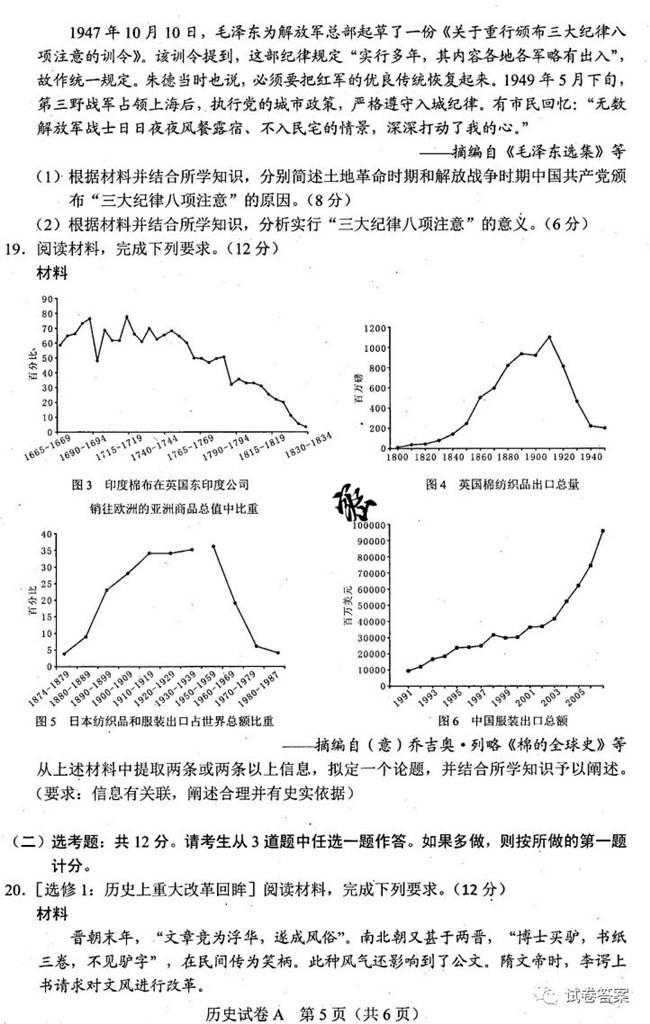 1947年10月10日，毛泽东为解放军总部起草了一份《关于重行颁布三大纪律八
项注意的训令》。该训令提到，这部纪律规定“实行多年，其内容各地各军略有出入”，
故作统一规定。朱德当时也说，必须要把红军的优良传统恢复起来。1949年5月下旬，
第三野战军占领上海后，执行党的城市政策，严格遵守入城纪律。有市民回忆：“无数
解放军战士日日夜夜风餐露宿、不入民宅的情景，深深打动了我的心。”
——摘编自《毛泽东选集》等
（1）根据材料并结合所学知识，分别简述土地革命时期和解放战争时期中国共产党颁
布“三大纪律八项注意”的原因。（8分）
（2）根据材料并结合所学知识，分析实行“三大纪律八项注意”的意义。（6分）
19．阅读材料，完成下列要求。（12分）
材料
90
80
70
60
50
40
30
20
10
0
百分比
1665-1669
1690-1694
1715-1719
1740-1744
1765-1769
1790-1794
1815-1819
1830-1834
图3 印度棉布在英国东印度公司
销往欧洲的亚洲商品总值中比重
1200
1000
800
600
400
200
0
百万磅
1800 1820 1840 1860 1880 1900 1920 1940
图4 英国棉纺织品出口总量
40
35
30
25
20
15
10
5
0
百分比
1874-1879
1880-1889
1890-1899
1900-1909
1910-1919
1920-1929
1930-1939
1950-1959
1960-1969
1970-1979
1980-1987
图5 日本纺织品和服装出口占世界总额比重
100000
90000
80000
70000
60000
50000
40000
30000
20000
10000
0
百万美元
1991
1993
1995
1997
1999
2001
2003
2005
图6 中国服装出口总额
——摘编自（意）乔吉奥·列略《棉的全球史》等
从上述材料中提取两条或两条以上信息，拟定一个论题，并结合所学知识予以阐述。
（要求：信息有关联，阐述合理并有史实依据）
（二）选考题：共12分。请考生从3道题中任选一题作答。如果多做，则按所做的第一题
计分。
20．［选修1：历史上重大改革回眸］阅读材料，完成下列要求。（12分）
材料
晋朝末年，“文章竞为浮华，遂成风俗”。南北朝又甚于两晋，“博士买驴，书纸
三卷，不见驴字”，在民间传为笑柄。此种风气还影响到了公文。隋文帝时，李谔上
书请求对文风进行改革。
试卷答案
历史试卷A 第5页（共6页）